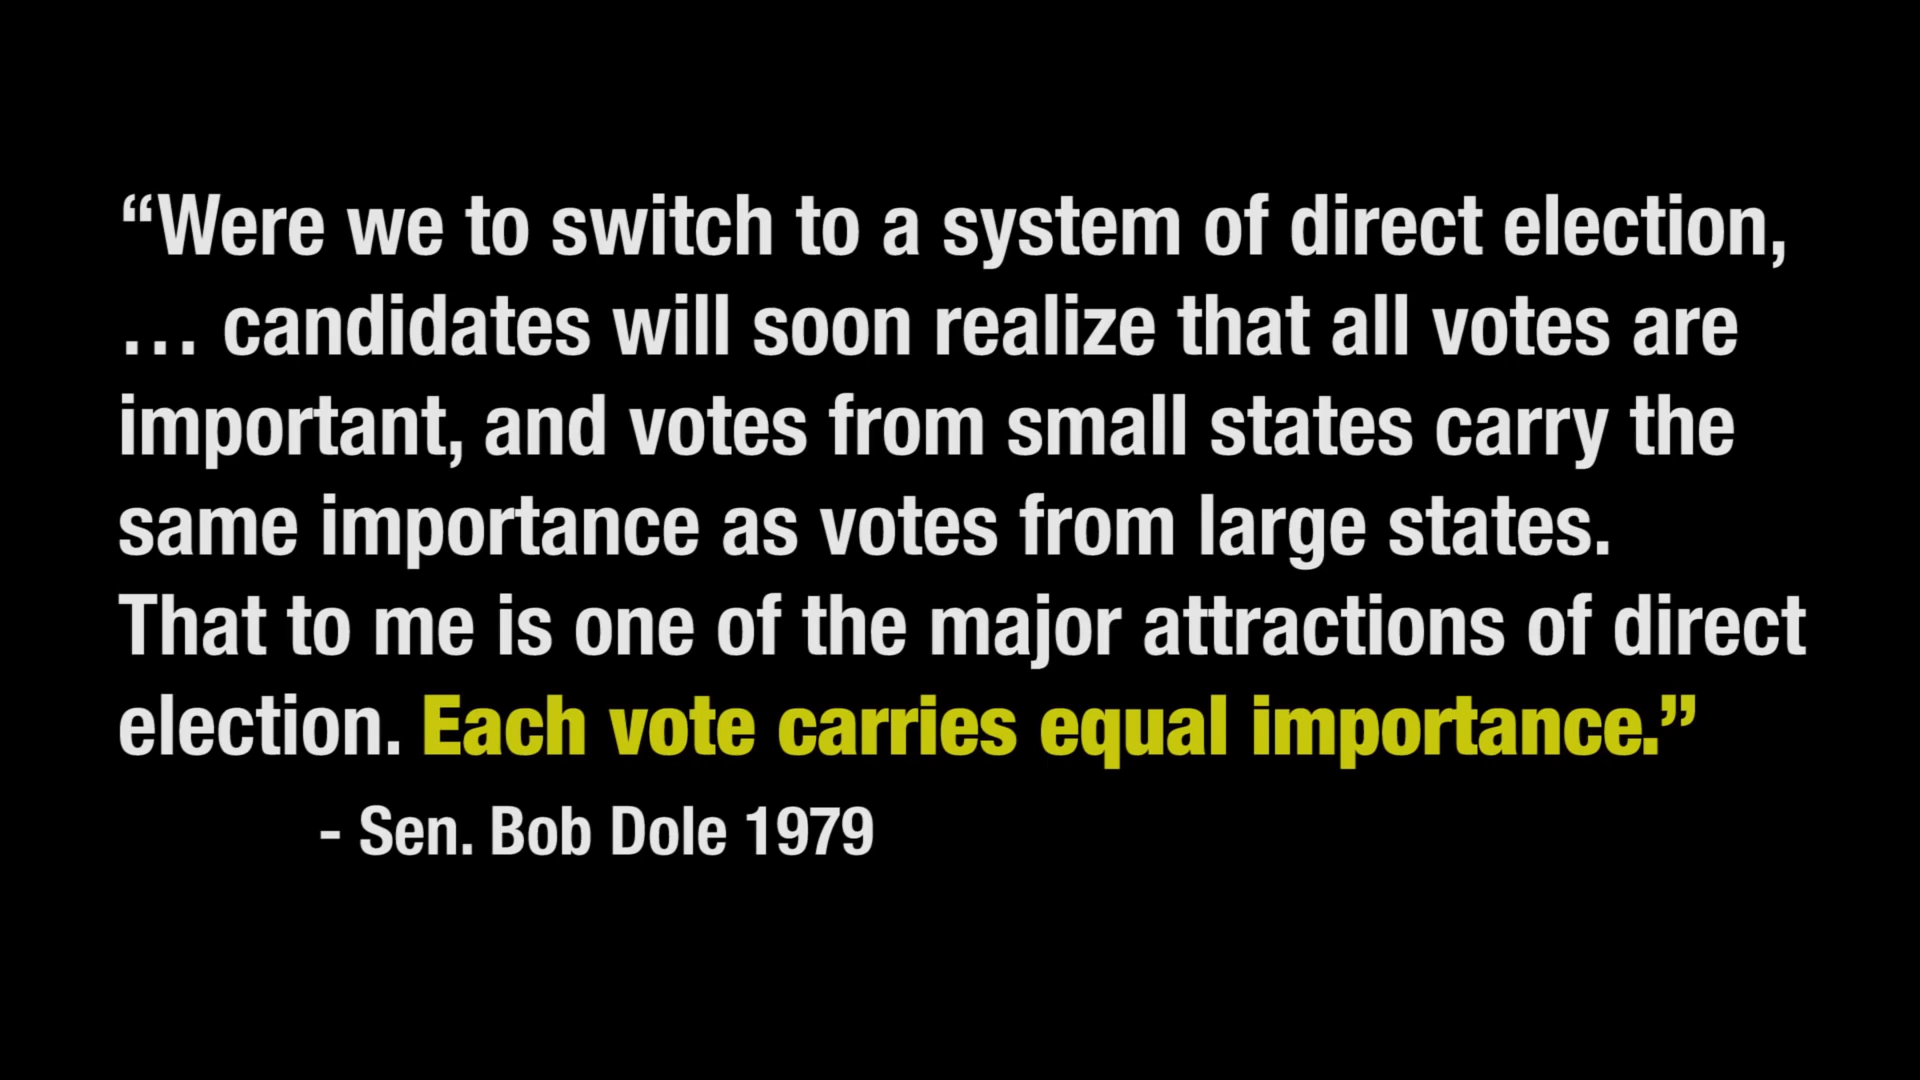 “Were we to switch to a system of direct election,
… candidates will soon realize that all votes are
important, and votes from small states carry the
same importance as votes from large states.
That to me is one of the major attractions of direct
election. Each vote carries equal importance.”
- Sen. Bob Dole 1979